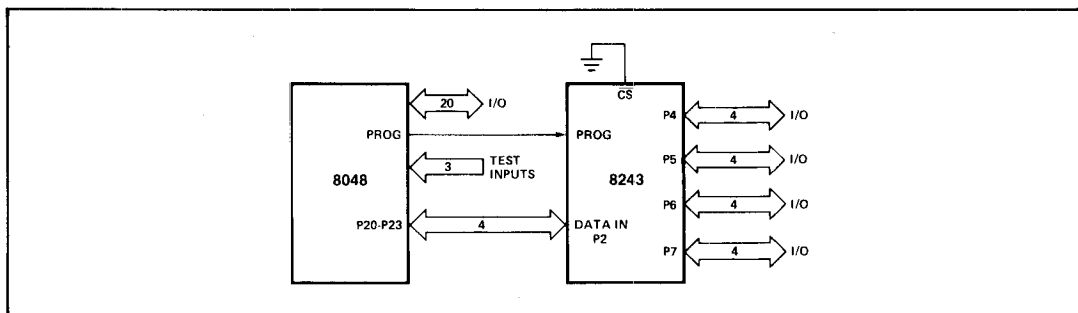 CS
20 I/O
P4 4 I/O
PROG
PROG
3 TEST
INPUTS
P5 4 I/O
8048
8243
P6 4 I/O
P20-P23 4 DATA IN
P2
P7 4 I/O